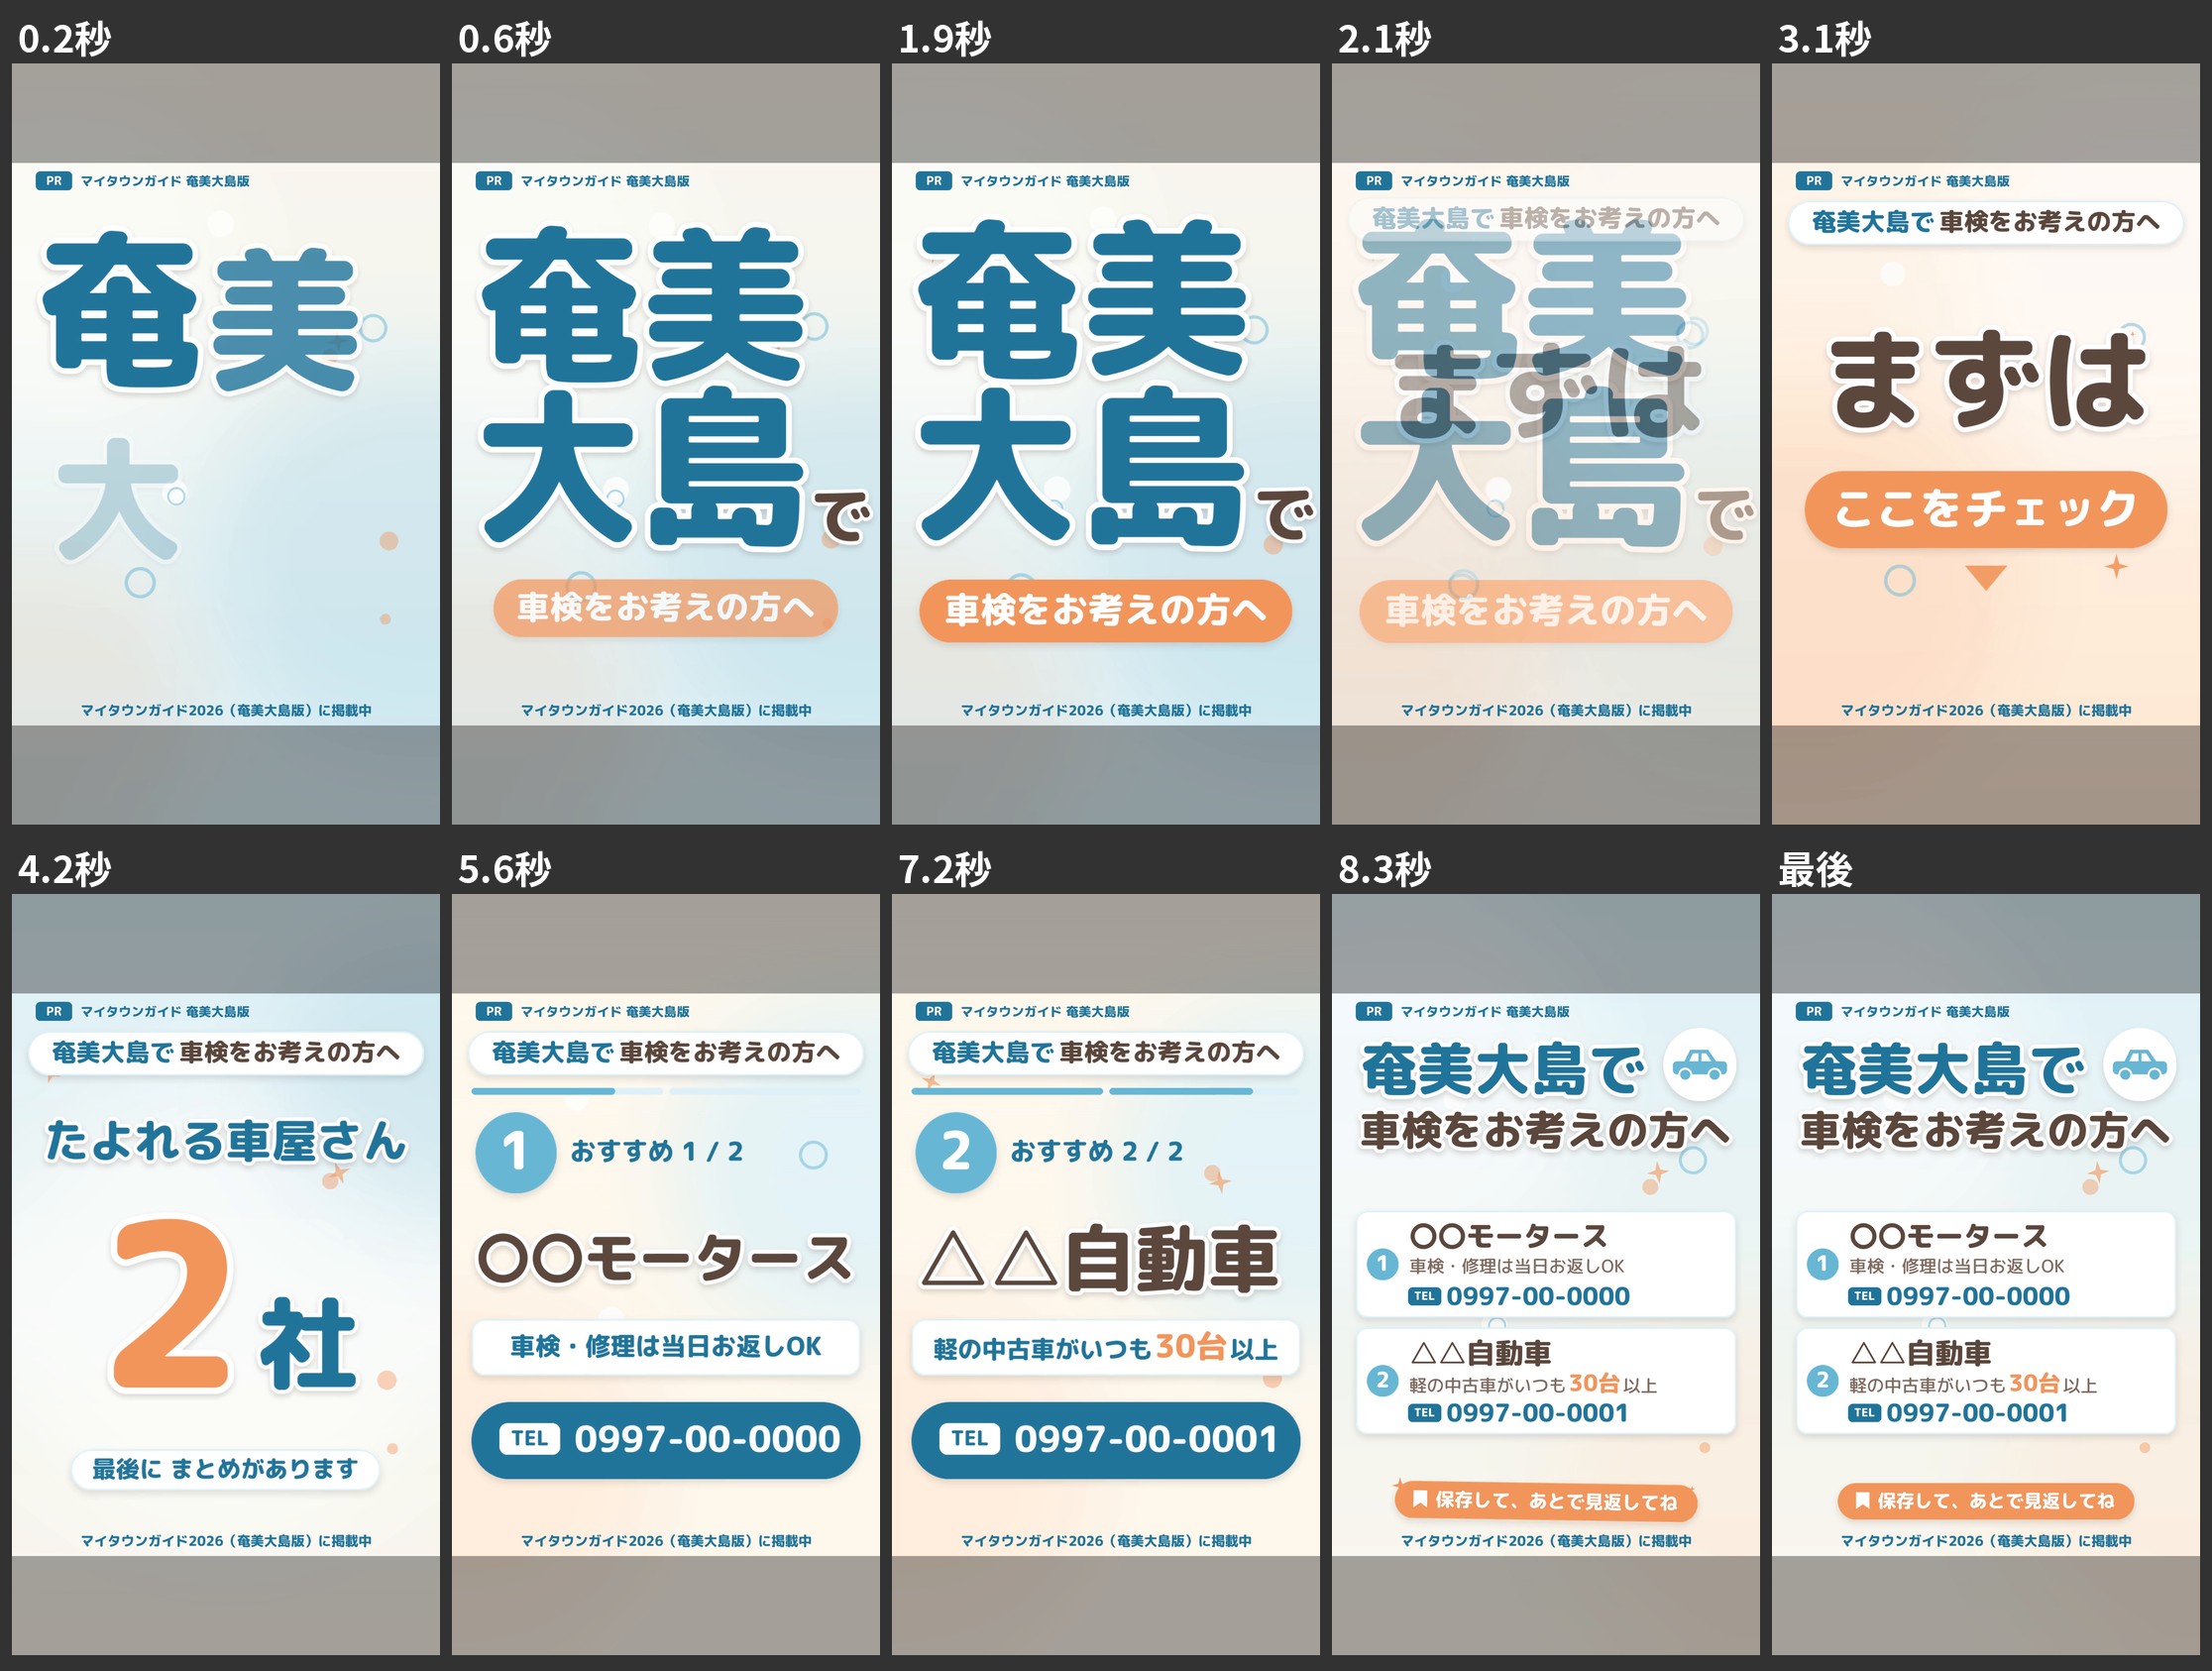 0.2秒
PR マイタウンガイド 奄美大島版
奄美
大
0.6秒
PR マイタウンガイド 奄美大島版
奄美
大島で
車検をお考えの方へ
マイタウンガイド2026（奄美大島版）に掲載中
1.9秒
PR マイタウンガイド 奄美大島版
奄美
大島で
車検をお考えの方へ
マイタウンガイド2026（奄美大島版）に掲載中
2.1秒
PR マイタウンガイド 奄美大島版
奄美大島で 車検をお考えの方へ
奄美
まずは
大島で
車検をお考えの方へ
マイタウンガイド2026（奄美大島版）に掲載中
3.1秒
PR マイタウンガイド 奄美大島版
奄美大島で 車検をお考えの方へ
まずは
ここをチェック
マイタウンガイド2026（奄美大島版）に掲載中
4.2秒
PR マイタウンガイド 奄美大島版
奄美大島で 車検をお考えの方へ
たよれる車屋さん
2社
最後に まとめがあります
マイタウンガイド2026（奄美大島版）に掲載中
5.6秒
PR マイタウンガイド 奄美大島版
奄美大島で 車検をお考えの方へ
1 おすすめ 1 / 2
〇〇モータース
車検・修理は当日お返しOK
TEL 0997-00-0000
マイタウンガイド2026（奄美大島版）に掲載中
7.2秒
PR マイタウンガイド 奄美大島版
奄美大島で 車検をお考えの方へ
2 おすすめ 2 / 2
△△自動車
軽の中古車がいつも30台以上
TEL 0997-00-0001
マイタウンガイド2026（奄美大島版）に掲載中
8.3秒
PR マイタウンガイド 奄美大島版
奄美大島で
車検をお考えの方へ
1 〇〇モータース
車検・修理は当日お返しOK
TEL 0997-00-0000
2 △△自動車
軽の中古車がいつも30台以上
TEL 0997-00-0001
保存して、あとで見返してね
マイタウンガイド2026（奄美大島版）に掲載中
最後
PR マイタウンガイド 奄美大島版
奄美大島で
車検をお考えの方へ
1 〇〇モータース
車検・修理は当日お返しOK
TEL 0997-00-0000
2 △△自動車
軽の中古車がいつも30台以上
TEL 0997-00-0001
保存して、あとで見返してね
マイタウンガイド2026（奄美大島版）に掲載中